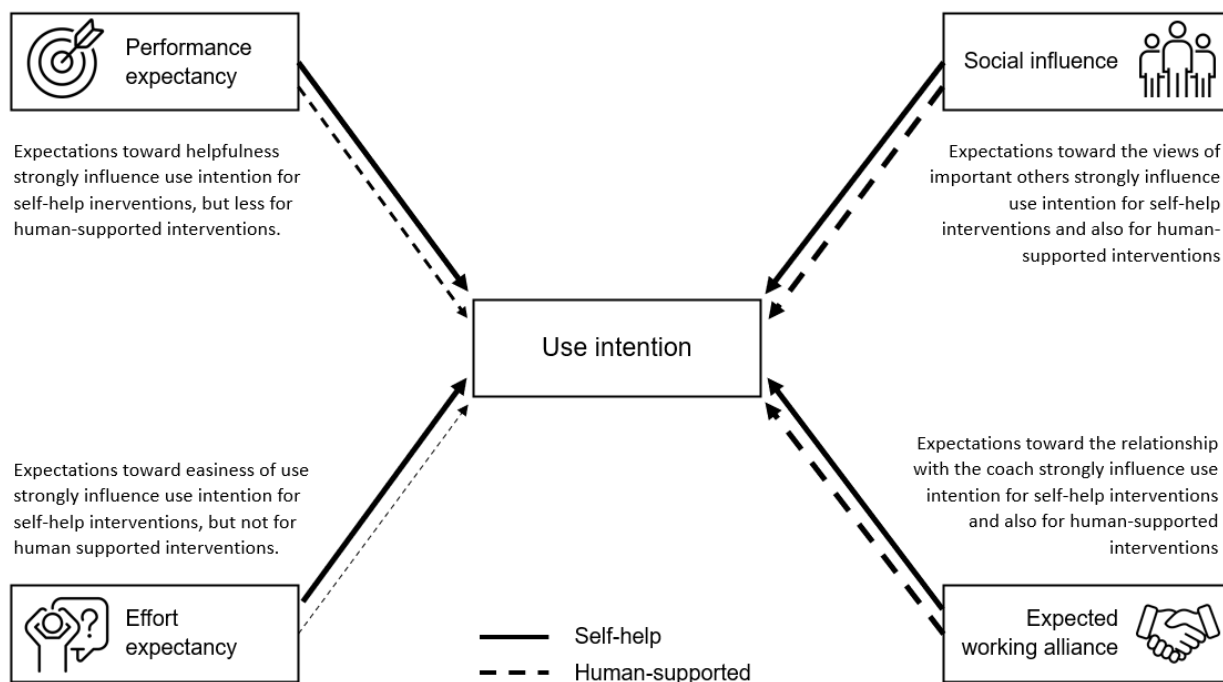 Performance
expectancy
Social influence
Expectations toward helpfulness
strongly influence use intention for
self-help inerventions, but less for
human-supported interventions.
Expectations toward the views of
important others strongly influence
use intention for self-help
interventions and also for human-
supported interventions
Use intention
Expectations toward easiness of use
strongly influence use intention for
self-help interventions, but not for
human supported interventions.
Expectations toward the relationship
with the coach strongly influence use
intention for self-help interventions
and also for human-supported
interventions
Effort
expectancy
?
Expected
working alliance
Self-help
Human-supported